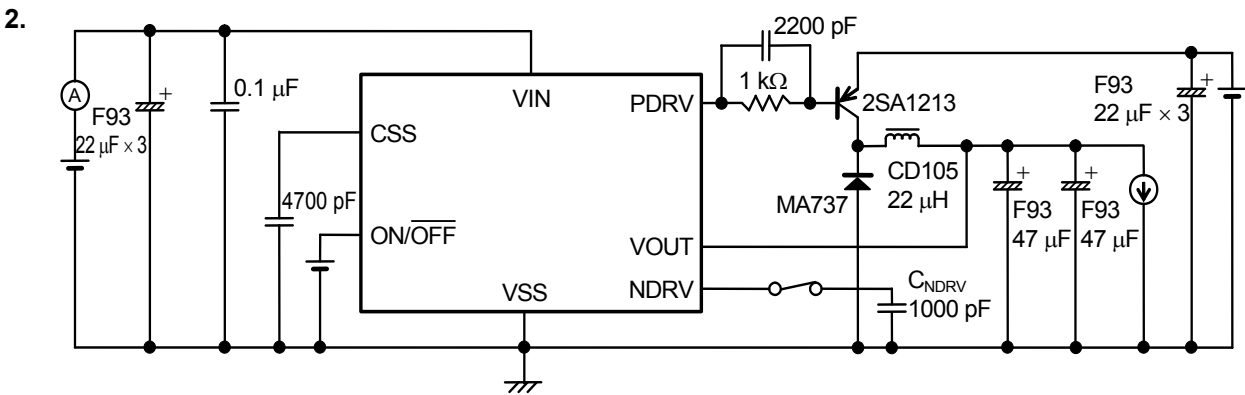 2.
2200 pF
1 kΩ
A
F93
22 μF × 3
+
0.1 μF
VIN
PDRV
2SA1213
F93
22 μF × 3
+
CSS
4700 pF
ON/O̅F̅F̅
CD105
22 μH
MA737
+
F93
47 μF
+
F93
47 μF
VOUT
VSS
NDRV
CNDRV
1000 pF